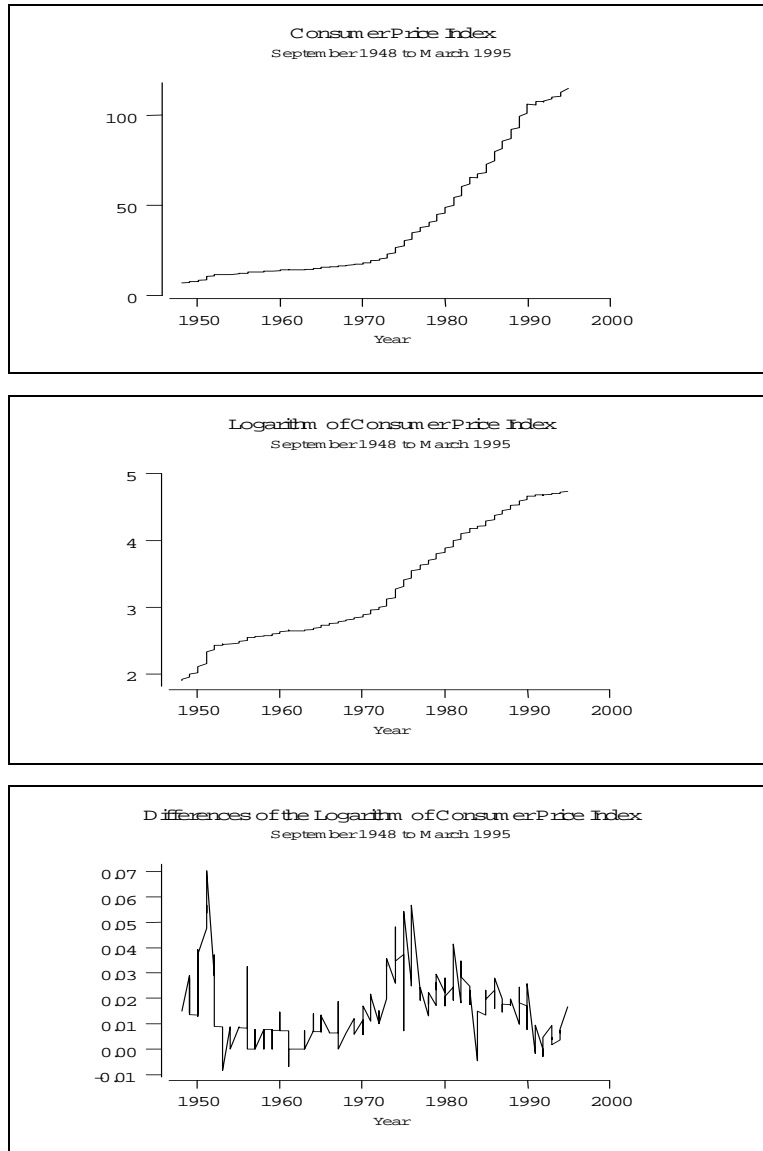 Consumer Price Index
September 1948 to March 1995
100
50
0
1950 1960 1970 1980 1990 2000
Year
Logarithm of Consumer Price Index
September 1948 to March 1995
5
4
3
2
1950 1960 1970 1980 1990 2000
Year
Differences of the Logarithm of Consumer Price Index
September 1948 to March 1995
0.07
0.06
0.05
0.04
0.03
0.02
0.01
0.00
-0.01
1950 1960 1970 1980 1990 2000
Year